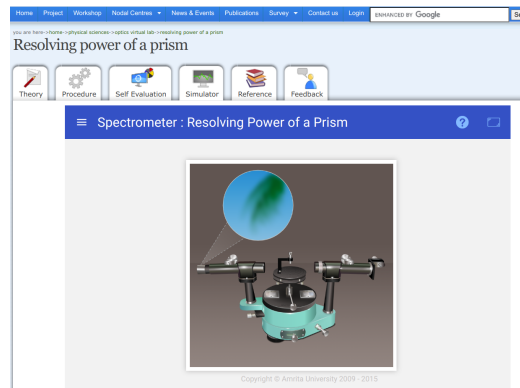 Home Project Workshop Nodal Centres News & Events Publications Survey Contact us Login ENHANCED BY Google
you are here->home->physical sciences->optics virtual lab->resolving power of a prism
Resolving power of a prism
Theory Procedure Self Evaluation Simulator Reference Feedback
Spectrometer : Resolving Power of a Prism
Copyright © Amrita University 2009 - 2015